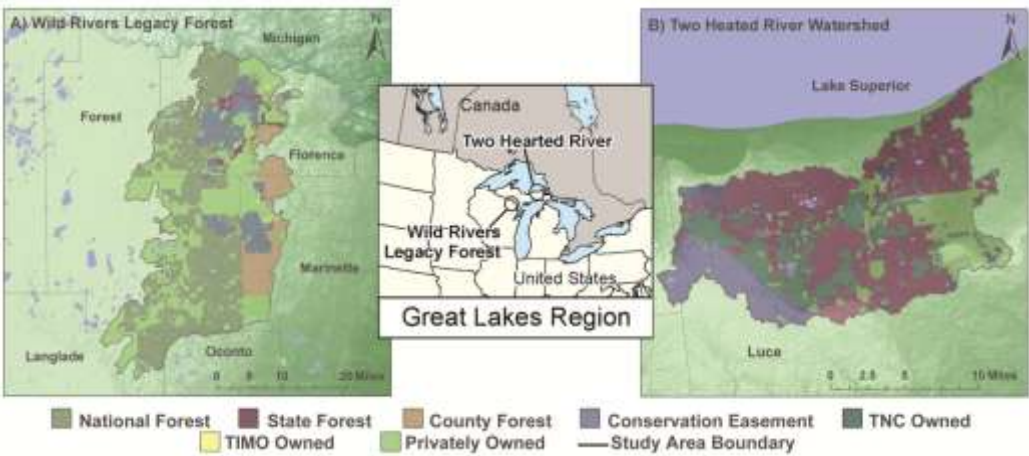 A) Wild Rivers Legacy Forest
N
Michigan
Forest
Florence
Marinette
Langlade
Oconto
0 5 10 20 Miles
Canada
Two Hearted River
Wild Rivers
Legacy Forest
United States
Great Lakes Region
B) Two Heated River Watershed
N
Lake Superior
Luce
0 2.5 5 10 Miles
National Forest State Forest County Forest Conservation Easement TNC Owned
TIMO Owned Privately Owned Study Area Boundary